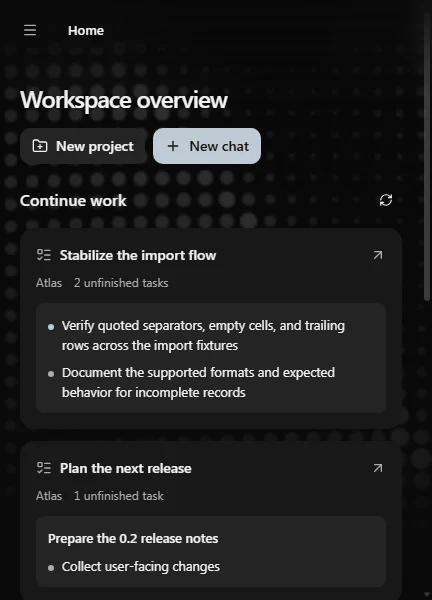 Home
Workspace overview
New project
New chat
Continue work
Stabilize the import flow
Atlas 2 unfinished tasks
Verify quoted separators, empty cells, and trailing
rows across the import fixtures
Document the supported formats and expected
behavior for incomplete records
Plan the next release
Atlas 1 unfinished task
Prepare the 0.2 release notes
Collect user-facing changes